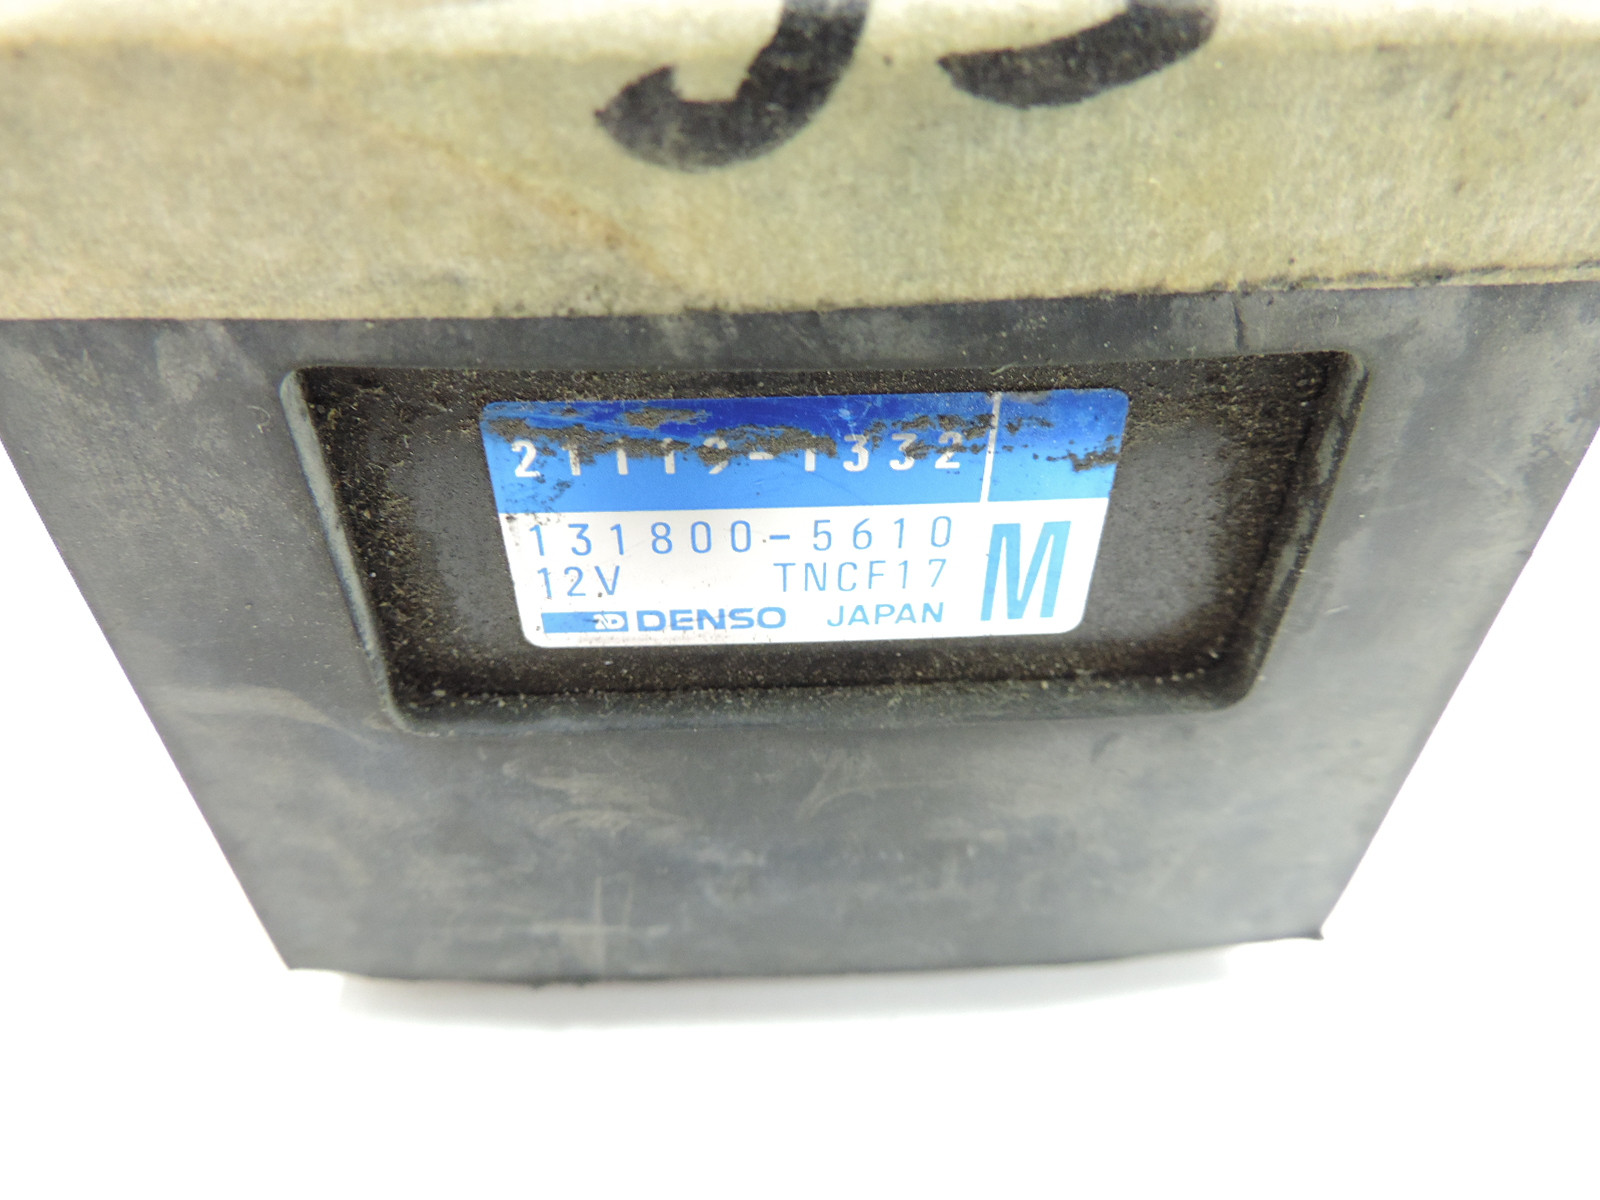 21119-1332
131800-5610
12V TNCF17
DENSO JAPAN
M